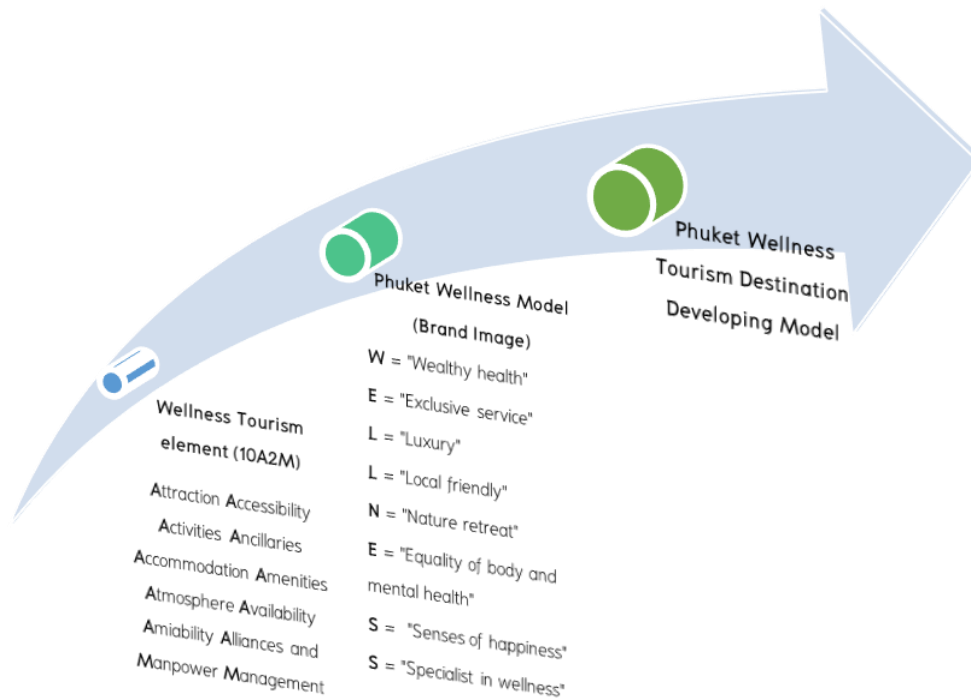 Wellness Tourism
element (10A2M)
Attraction Accessibility
Activities Ancillaries
Accommodation Amenities
Atmosphere Availability
Amiability Alliances and
Manpower Management
Phuket Wellness Model
(Brand Image)
W = "Wealthy health"
E = "Exclusive service"
L = "Luxury"
L = "Local friendly"
N = "Nature retreat"
E = "Equality of body and
mental health"
S = "Senses of happiness"
S = "Specialist in wellness"
Phuket Wellness
Tourism Destination
Developing Model